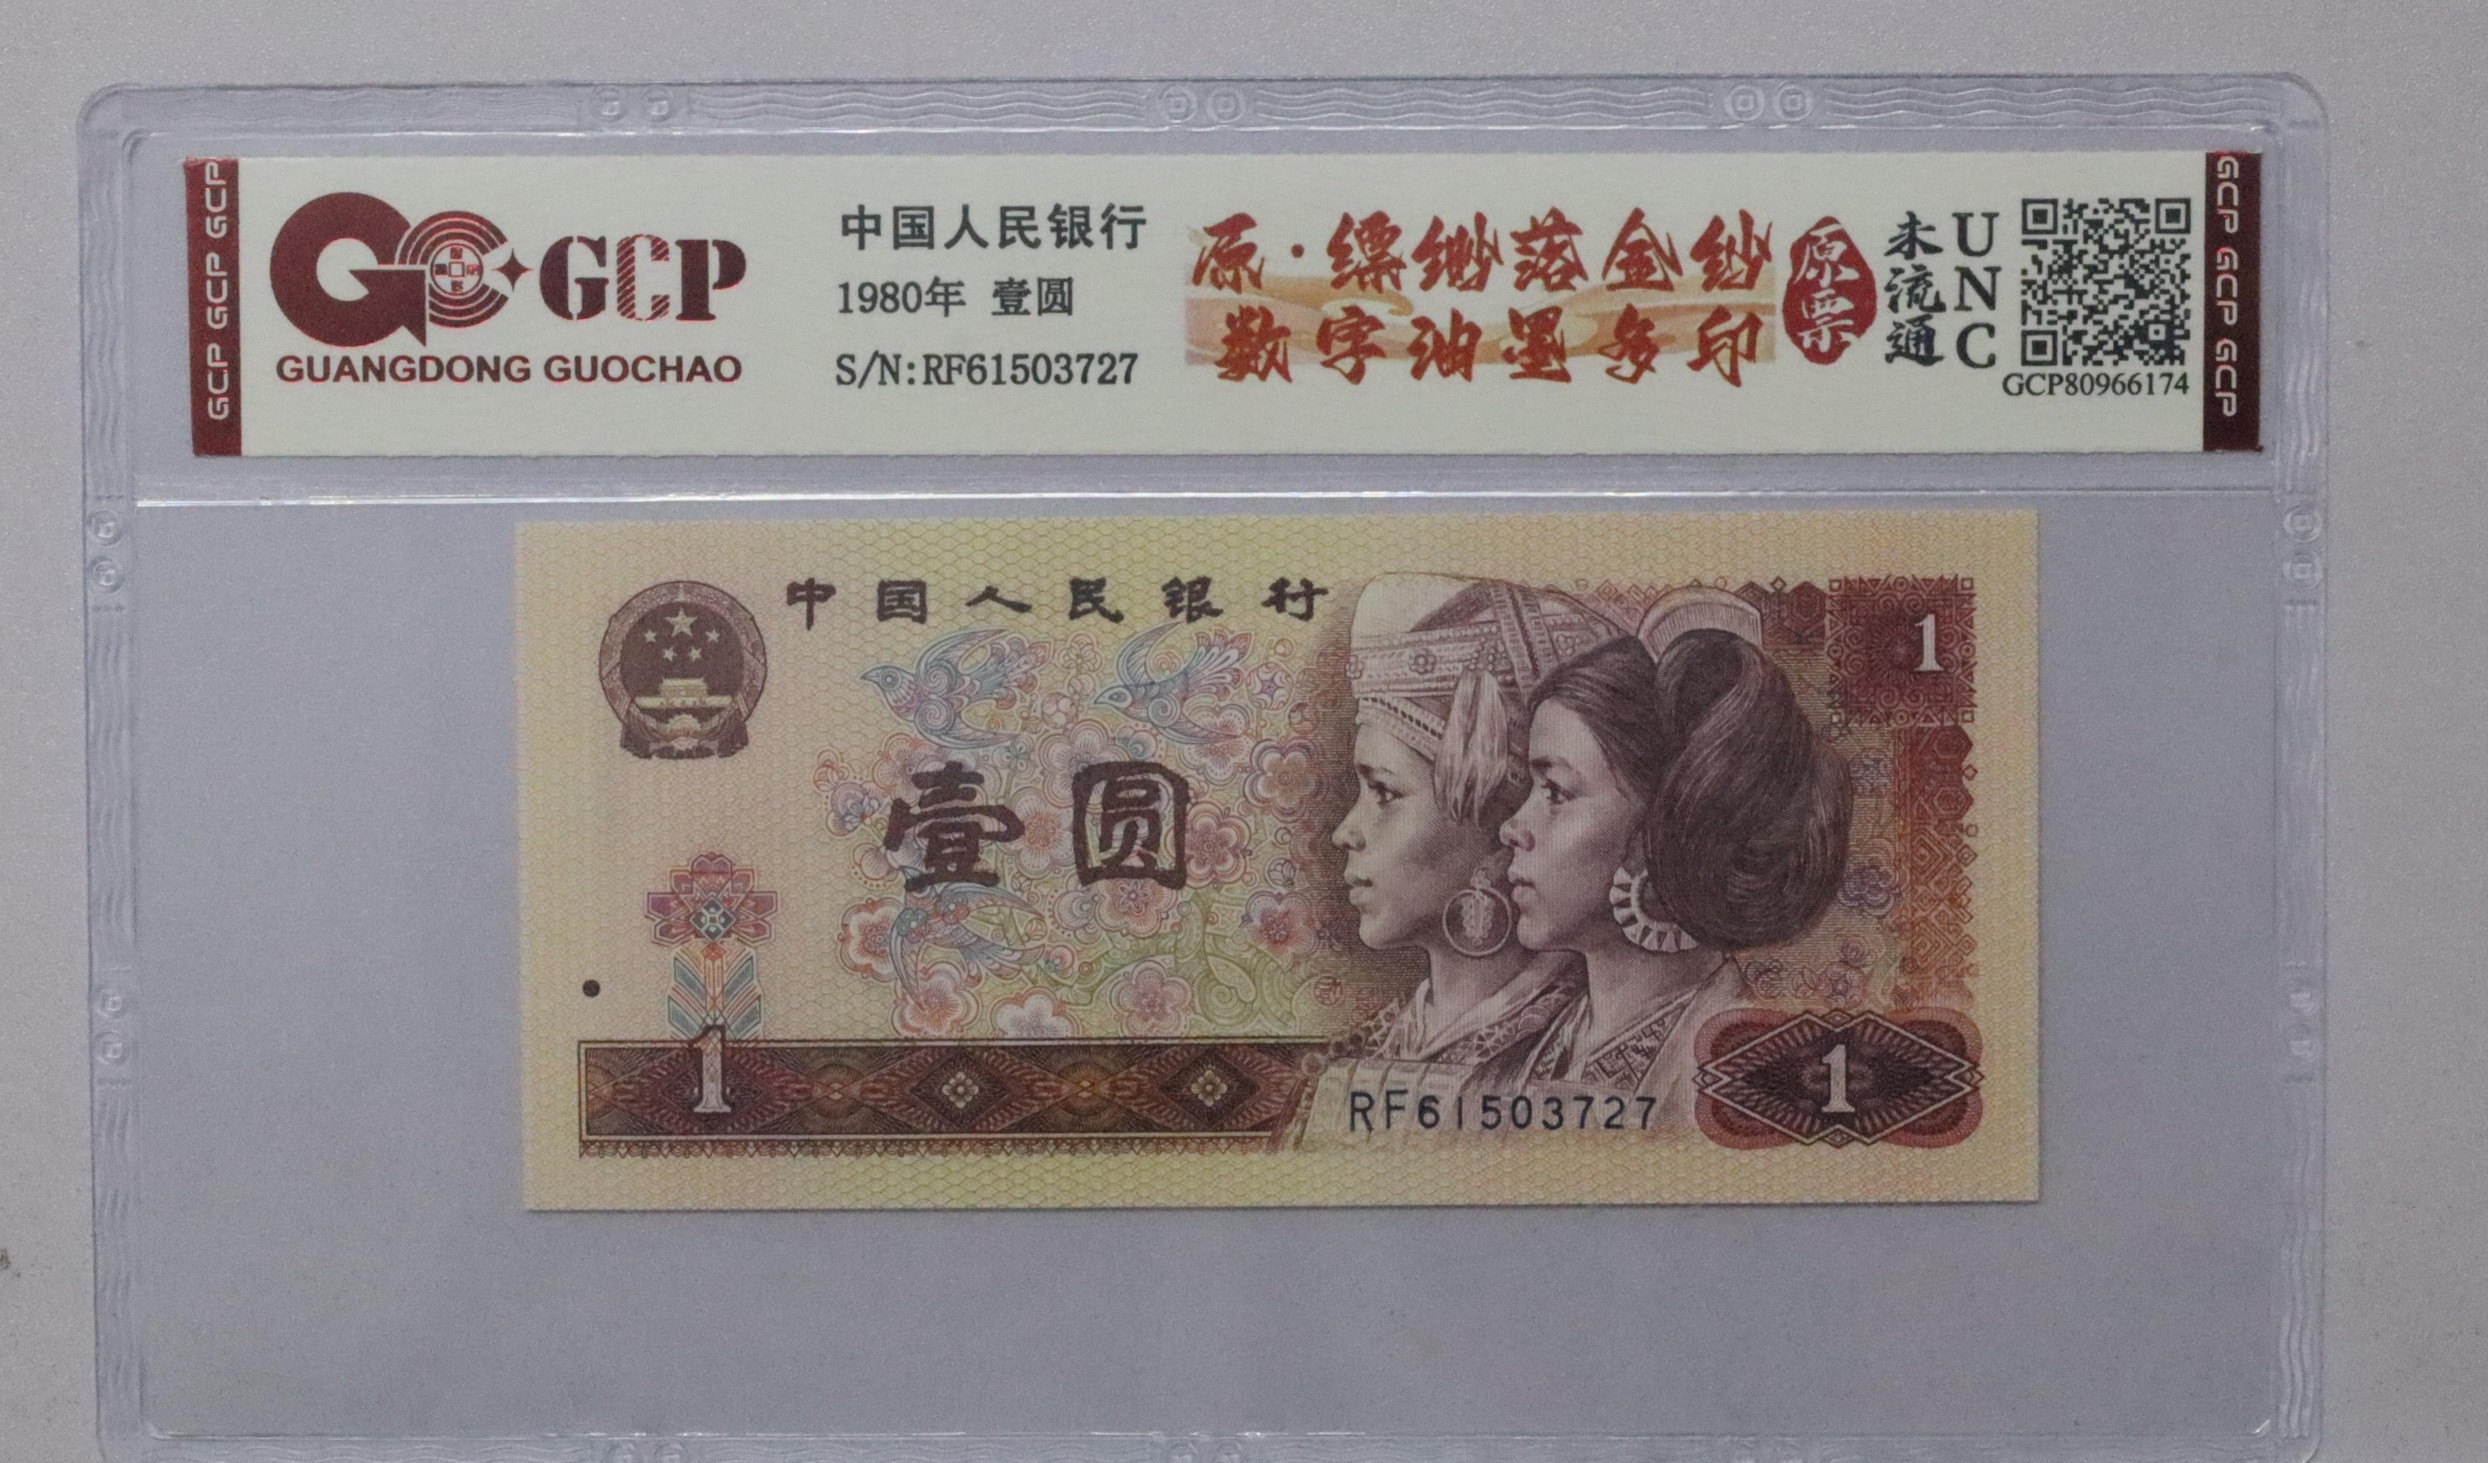 GCP GCP GCP
GCP
GUANGDONG GUOCHAO
中国人民银行
1980年 壹圆
S/N:RF61503727
原·缥缈落金纱
数字油墨多印
原票
未流通
UNC
GCP80966174
GCP GCP GCP
中国人民银行
1
壹圆
1
RF61503727
1